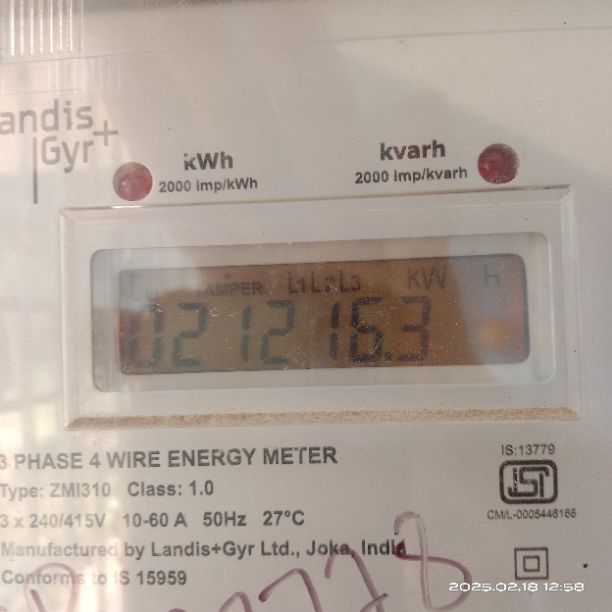 andis
Gyr+
kWh
2000 imp/kWh
kvarh
2000 imp/kvarh
TAMPER L1L2L3 KW h
021216.3
3 PHASE 4 WIRE ENERGY METER
Type: ZMI310 Class: 1.0
3 x 240/415V 10-60 A 50Hz 27°C
Manufactured by Landis+Gyr Ltd., Joka, India
Conforms to IS 15959
IS:13779
ISI
CM/L-0005446166
2025.02.18 12:58